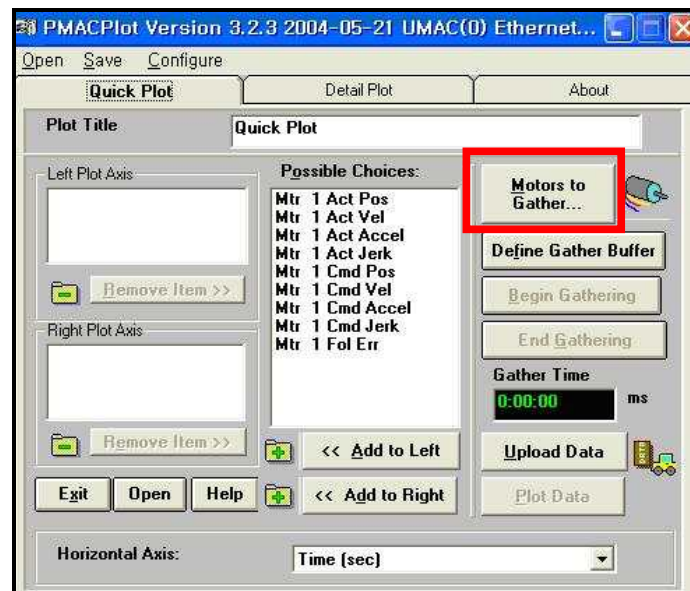 PMACPlot Version 3.2.3 2004-05-21 UMAC(0) Ethernet...
Open Save Configure
Quick Plot Detail Plot About
Plot Title Quick Plot
Left Plot Axis
Remove Item >>
Right Plot Axis
Remove Item >>
Exit Open Help
Possible Choices:
Mtr 1 Act Pos
Mtr 1 Act Vel
Mtr 1 Act Accel
Mtr 1 Act Jerk
Mtr 1 Cmd Pos
Mtr 1 Cmd Vel
Mtr 1 Cmd Accel
Mtr 1 Cmd Jerk
Mtr 1 Fol Err
<< Add to Left
<< Add to Right
Motors to
Gather...
Define Gather Buffer
Begin Gathering
End Gathering
Gather Time
0:00:00 ms
Upload Data
Plot Data
Horizontal Axis: Time (sec)